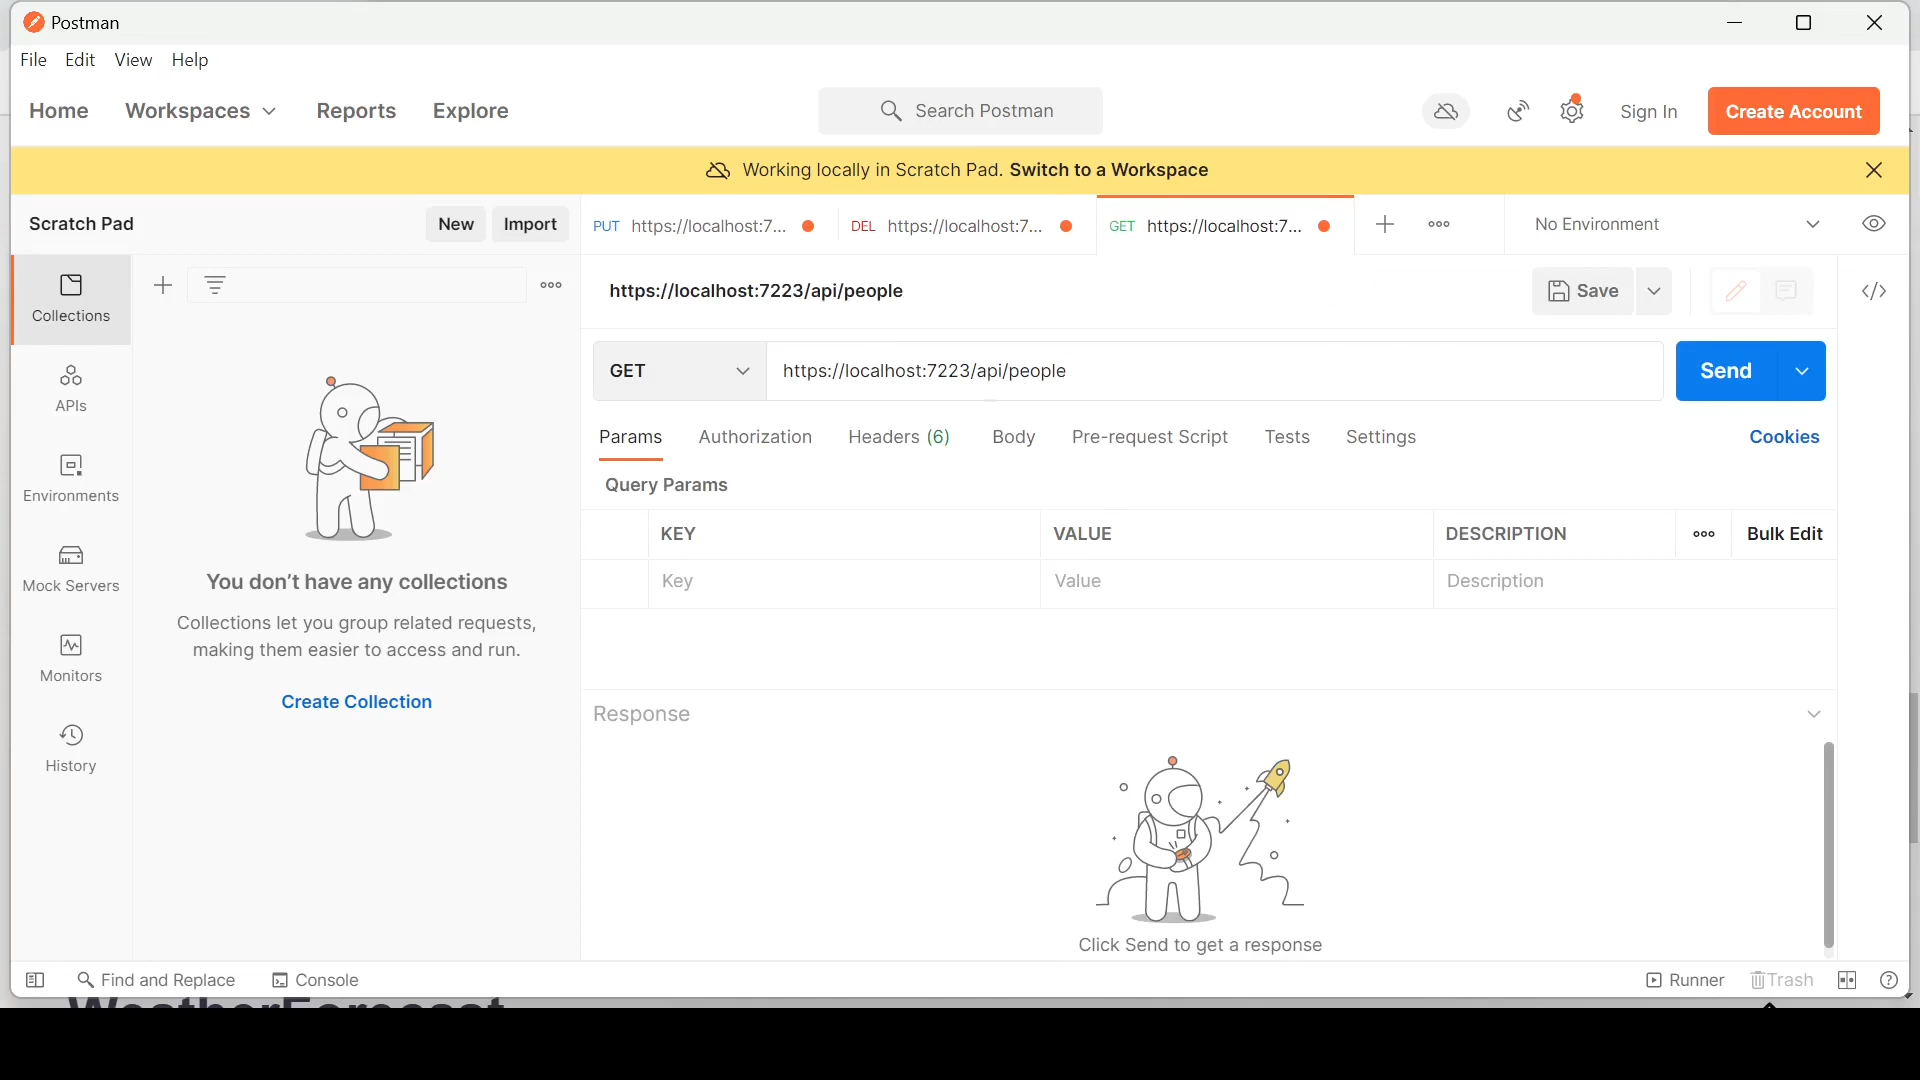 Postman
File Edit View Help
Home Workspaces Reports Explore Search Postman Sign In Create Account
Working locally in Scratch Pad. Switch to a Workspace
Scratch Pad New Import PUT https://localhost:7... DEL https://localhost:7... GET https://localhost:7... No Environment
https://localhost:7223/api/people Save
Collections
GET https://localhost:7223/api/people Send
APIs
Params Authorization Headers (6) Body Pre-request Script Tests Settings Cookies
Query Params
Environments
KEY VALUE DESCRIPTION Bulk Edit
Key Value Description
Mock Servers
You don’t have any collections
Collections let you group related requests,
making them easier to access and run.
Monitors
Create Collection
Response
History
Click Send to get a response
Find and Replace Console Runner Trash
WeatherForecast